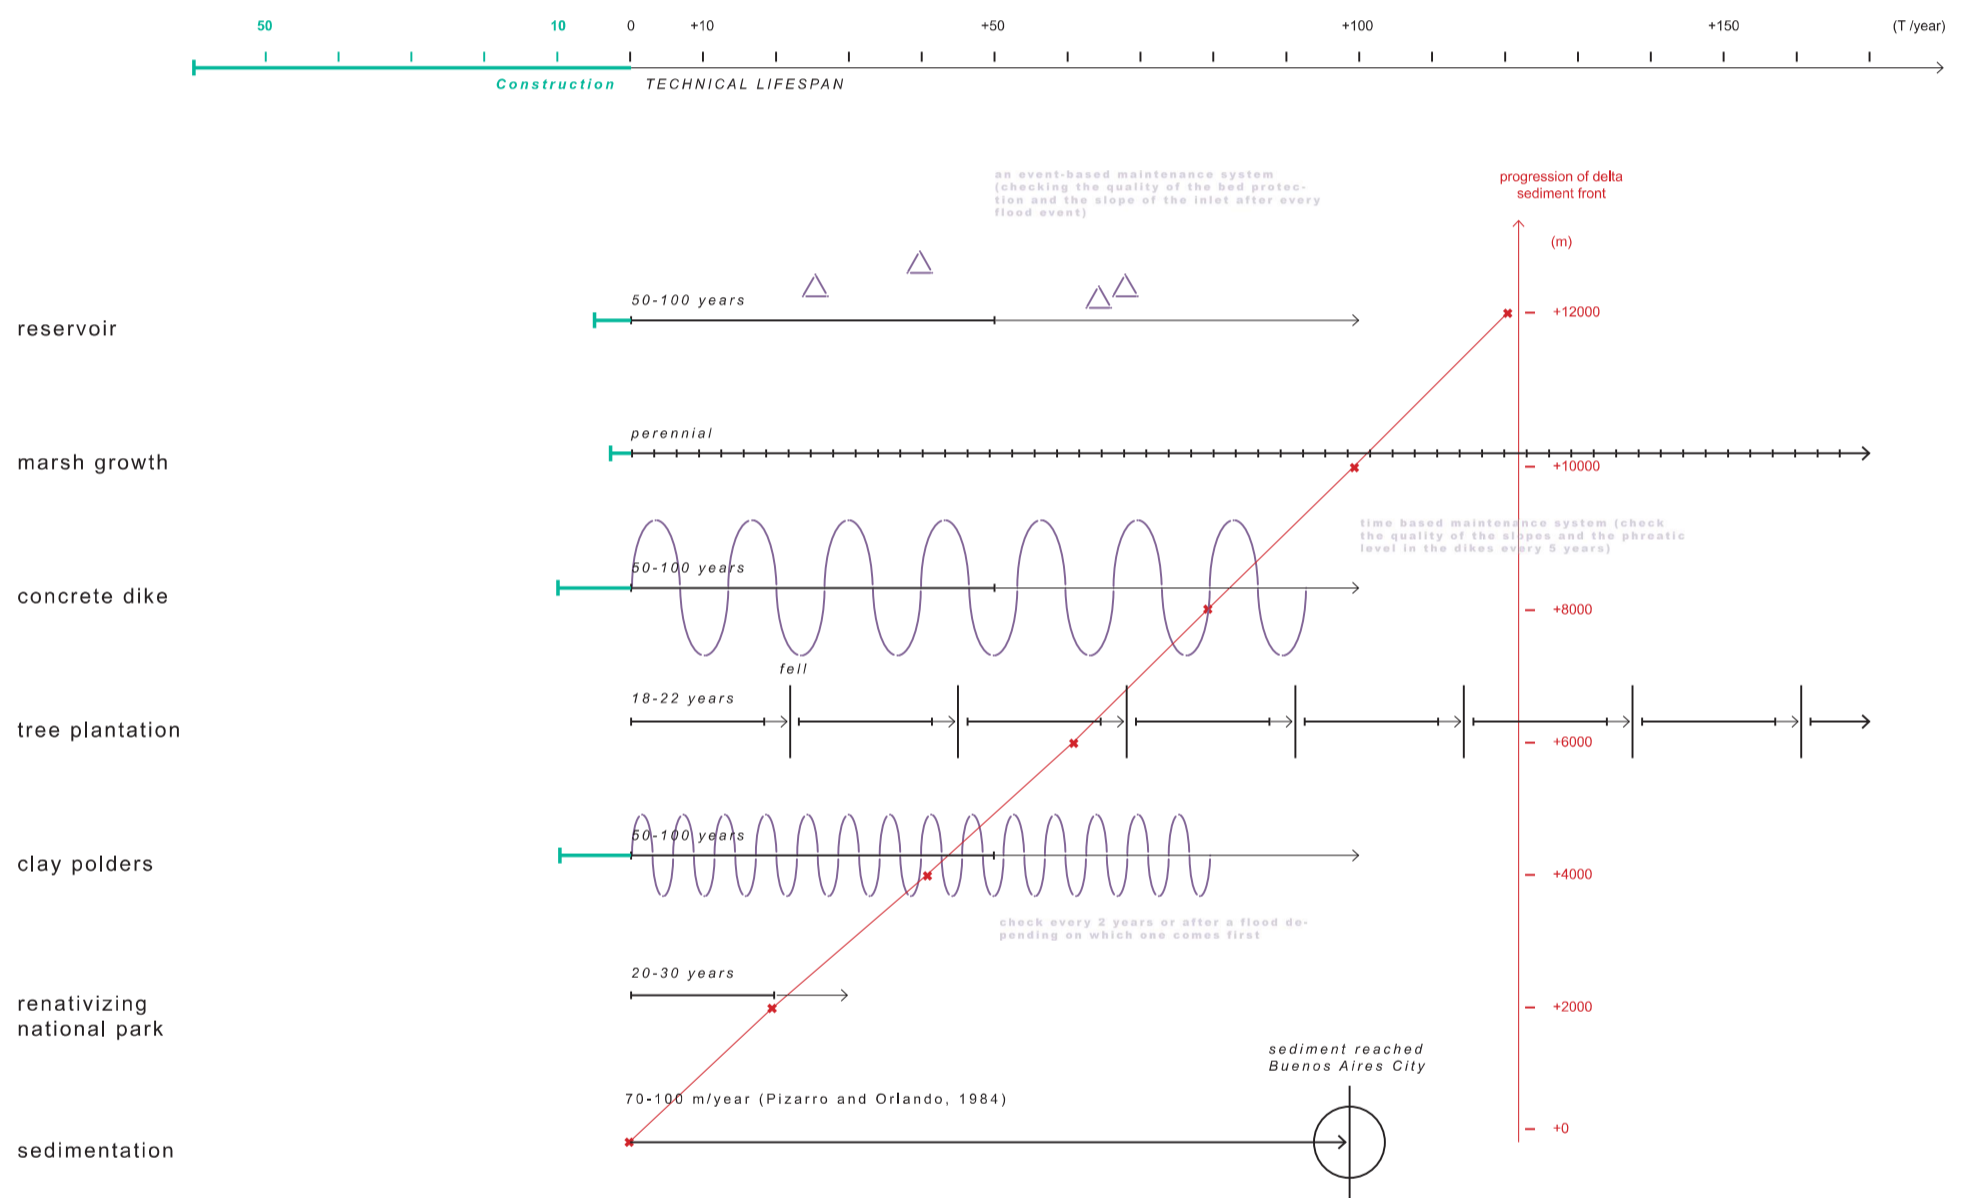 50 10 0 +10 +50 +100 +150 (T /year)
Construction TECHNICAL LIFESPAN
an event-based maintenance system
(checking the quality of the bed protec-
tion and the slope of the inlet after every
flood event)
progression of delta
sediment front
(m)
reservoir
50-100 years
+12000
marsh growth
perennial
+10000
time based maintenance system (check
the quality of the slopes and the phreatic
level in the dikes every 5 years)
concrete dike
50-100 years
+8000
fell
tree plantation
18-22 years
+6000
clay polders
50-100 years
+4000
check every 2 years or after a flood de-
pending on which one comes first
renativizing
national park
20-30 years
+2000
sediment reached
Buenos Aires City
70-100 m/year (Pizarro and Orlando, 1984)
+0
sedimentation